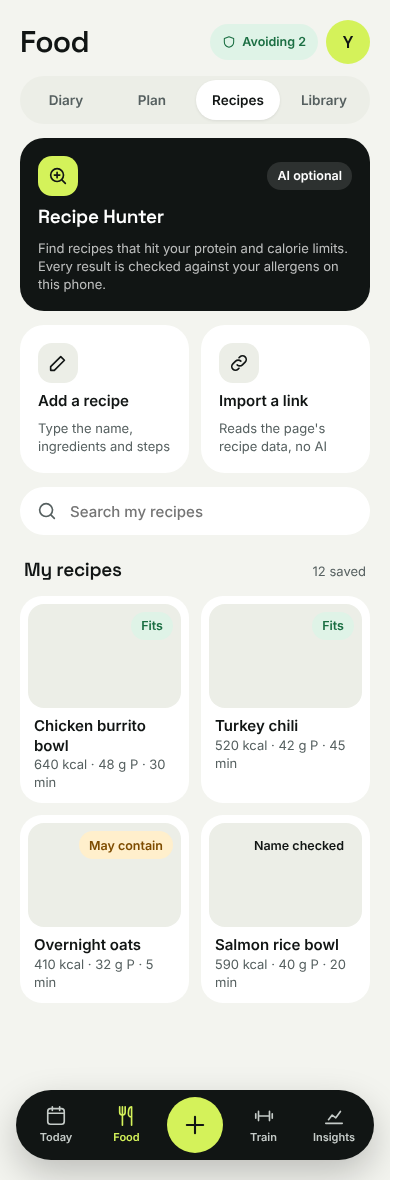 Food
Avoiding 2
Y
Diary
Plan
Recipes
Library
AI optional
Recipe Hunter
Find recipes that hit your protein and calorie limits.
Every result is checked against your allergens on
this phone.
Add a recipe
Type the name,
ingredients and steps
Import a link
Reads the page's
recipe data, no AI
Search my recipes
My recipes
12 saved
Fits
Chicken burrito
bowl
640 kcal · 48 g P · 30
min
Fits
Turkey chili
520 kcal · 42 g P · 45
min
May contain
Overnight oats
410 kcal · 32 g P · 5
min
Name checked
Salmon rice bowl
590 kcal · 40 g P · 20
min
Today
Food
Train
Insights